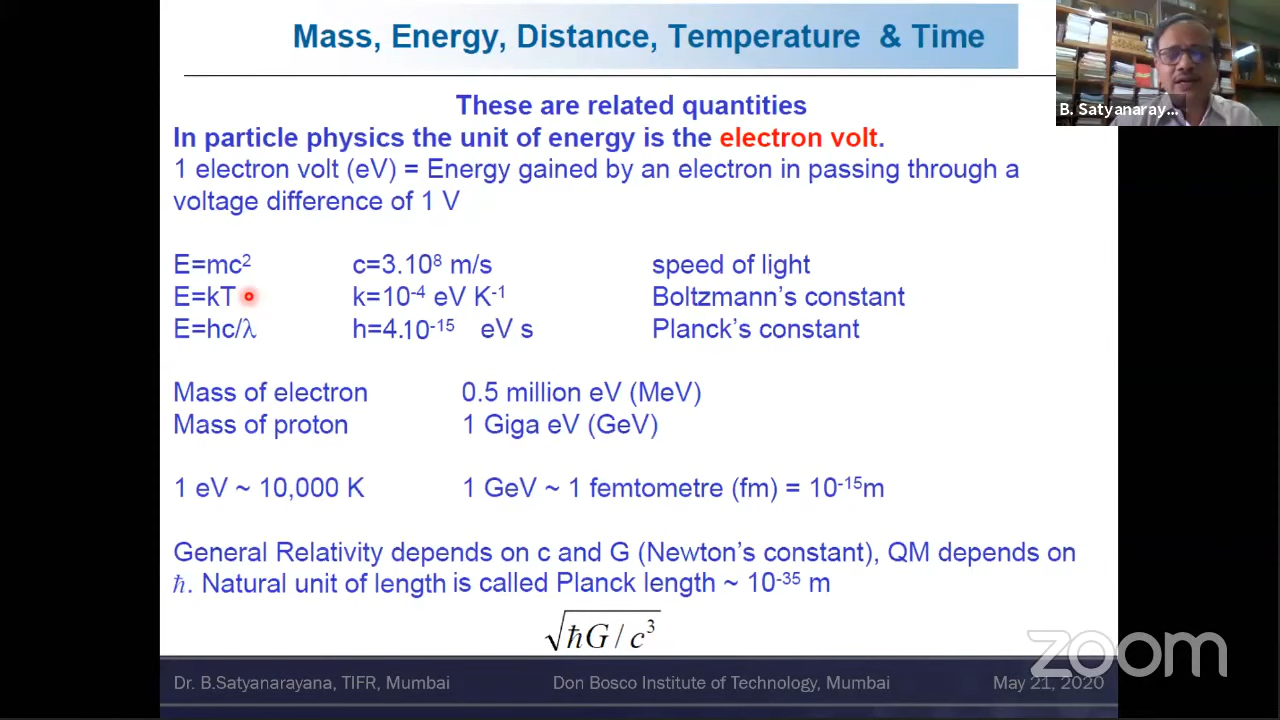 Mass, Energy, Distance, Temperature & Time
B. Satyanaray...
These are related quantities
In particle physics the unit of energy is the electron volt.
1 electron volt (eV) = Energy gained by an electron in passing through a
voltage difference of 1 V
E=mc² c=3.10⁸ m/s speed of light
E=kT k=10⁻⁴ eV K⁻¹ Boltzmann's constant
E=hc/λ h=4.10⁻¹⁵ eV s Planck's constant
Mass of electron 0.5 million eV (MeV)
Mass of proton 1 Giga eV (GeV)
1 eV ~ 10,000 K 1 GeV ~ 1 femtometre (fm) = 10⁻¹⁵m
General Relativity depends on c and G (Newton's constant), QM depends on
ℏ. Natural unit of length is called Planck length ~ 10⁻³⁵ m
√ℏG/c³
zoom
Dr. B.Satyanarayana, TIFR, Mumbai Don Bosco Institute of Technology, Mumbai May 21, 2020